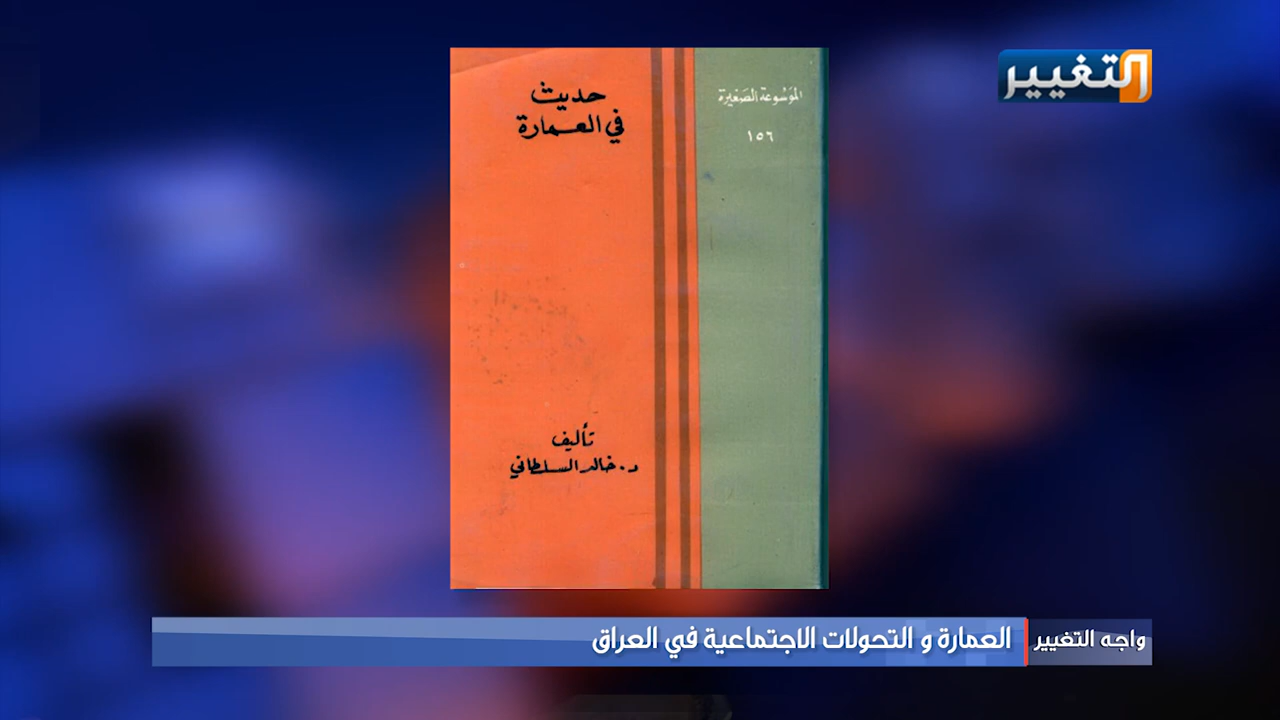 التغيير
الموسوعة الصغيرة
١٥٦
حديث
في العمارة
تأليف
د. خالد السلطاني
واجه التغيير
العمارة و التحولات الاجتماعية في العراق